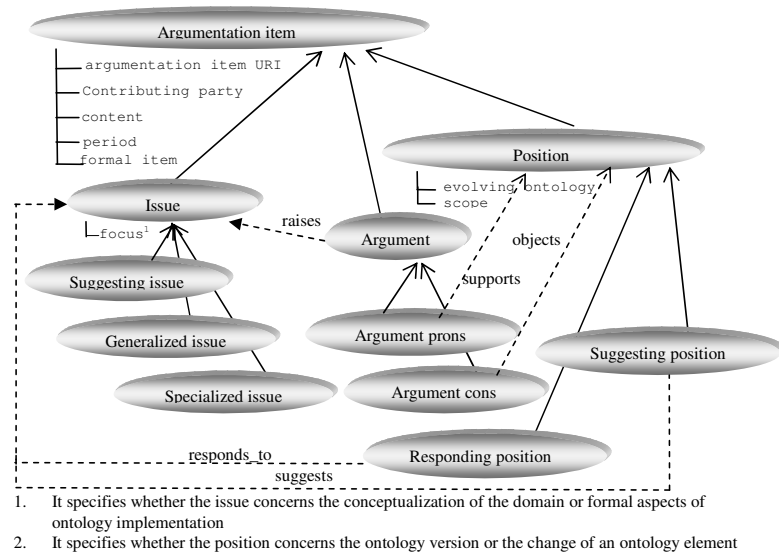 Argumentation item
argumentation item URI
Contributing party
content
period
formal item
Position
evolving ontology
scope
Issue
focus¹
raises
Argument
objects
supports
Suggesting issue
Generalized issue
Specialized issue
Argument prons
Argument cons
Suggesting position
Responding position
responds_to
suggests
1. It specifies whether the issue concerns the conceptualization of the domain or formal aspects of
ontology implementation
2. It specifies whether the position concerns the ontology version or the change of an ontology element